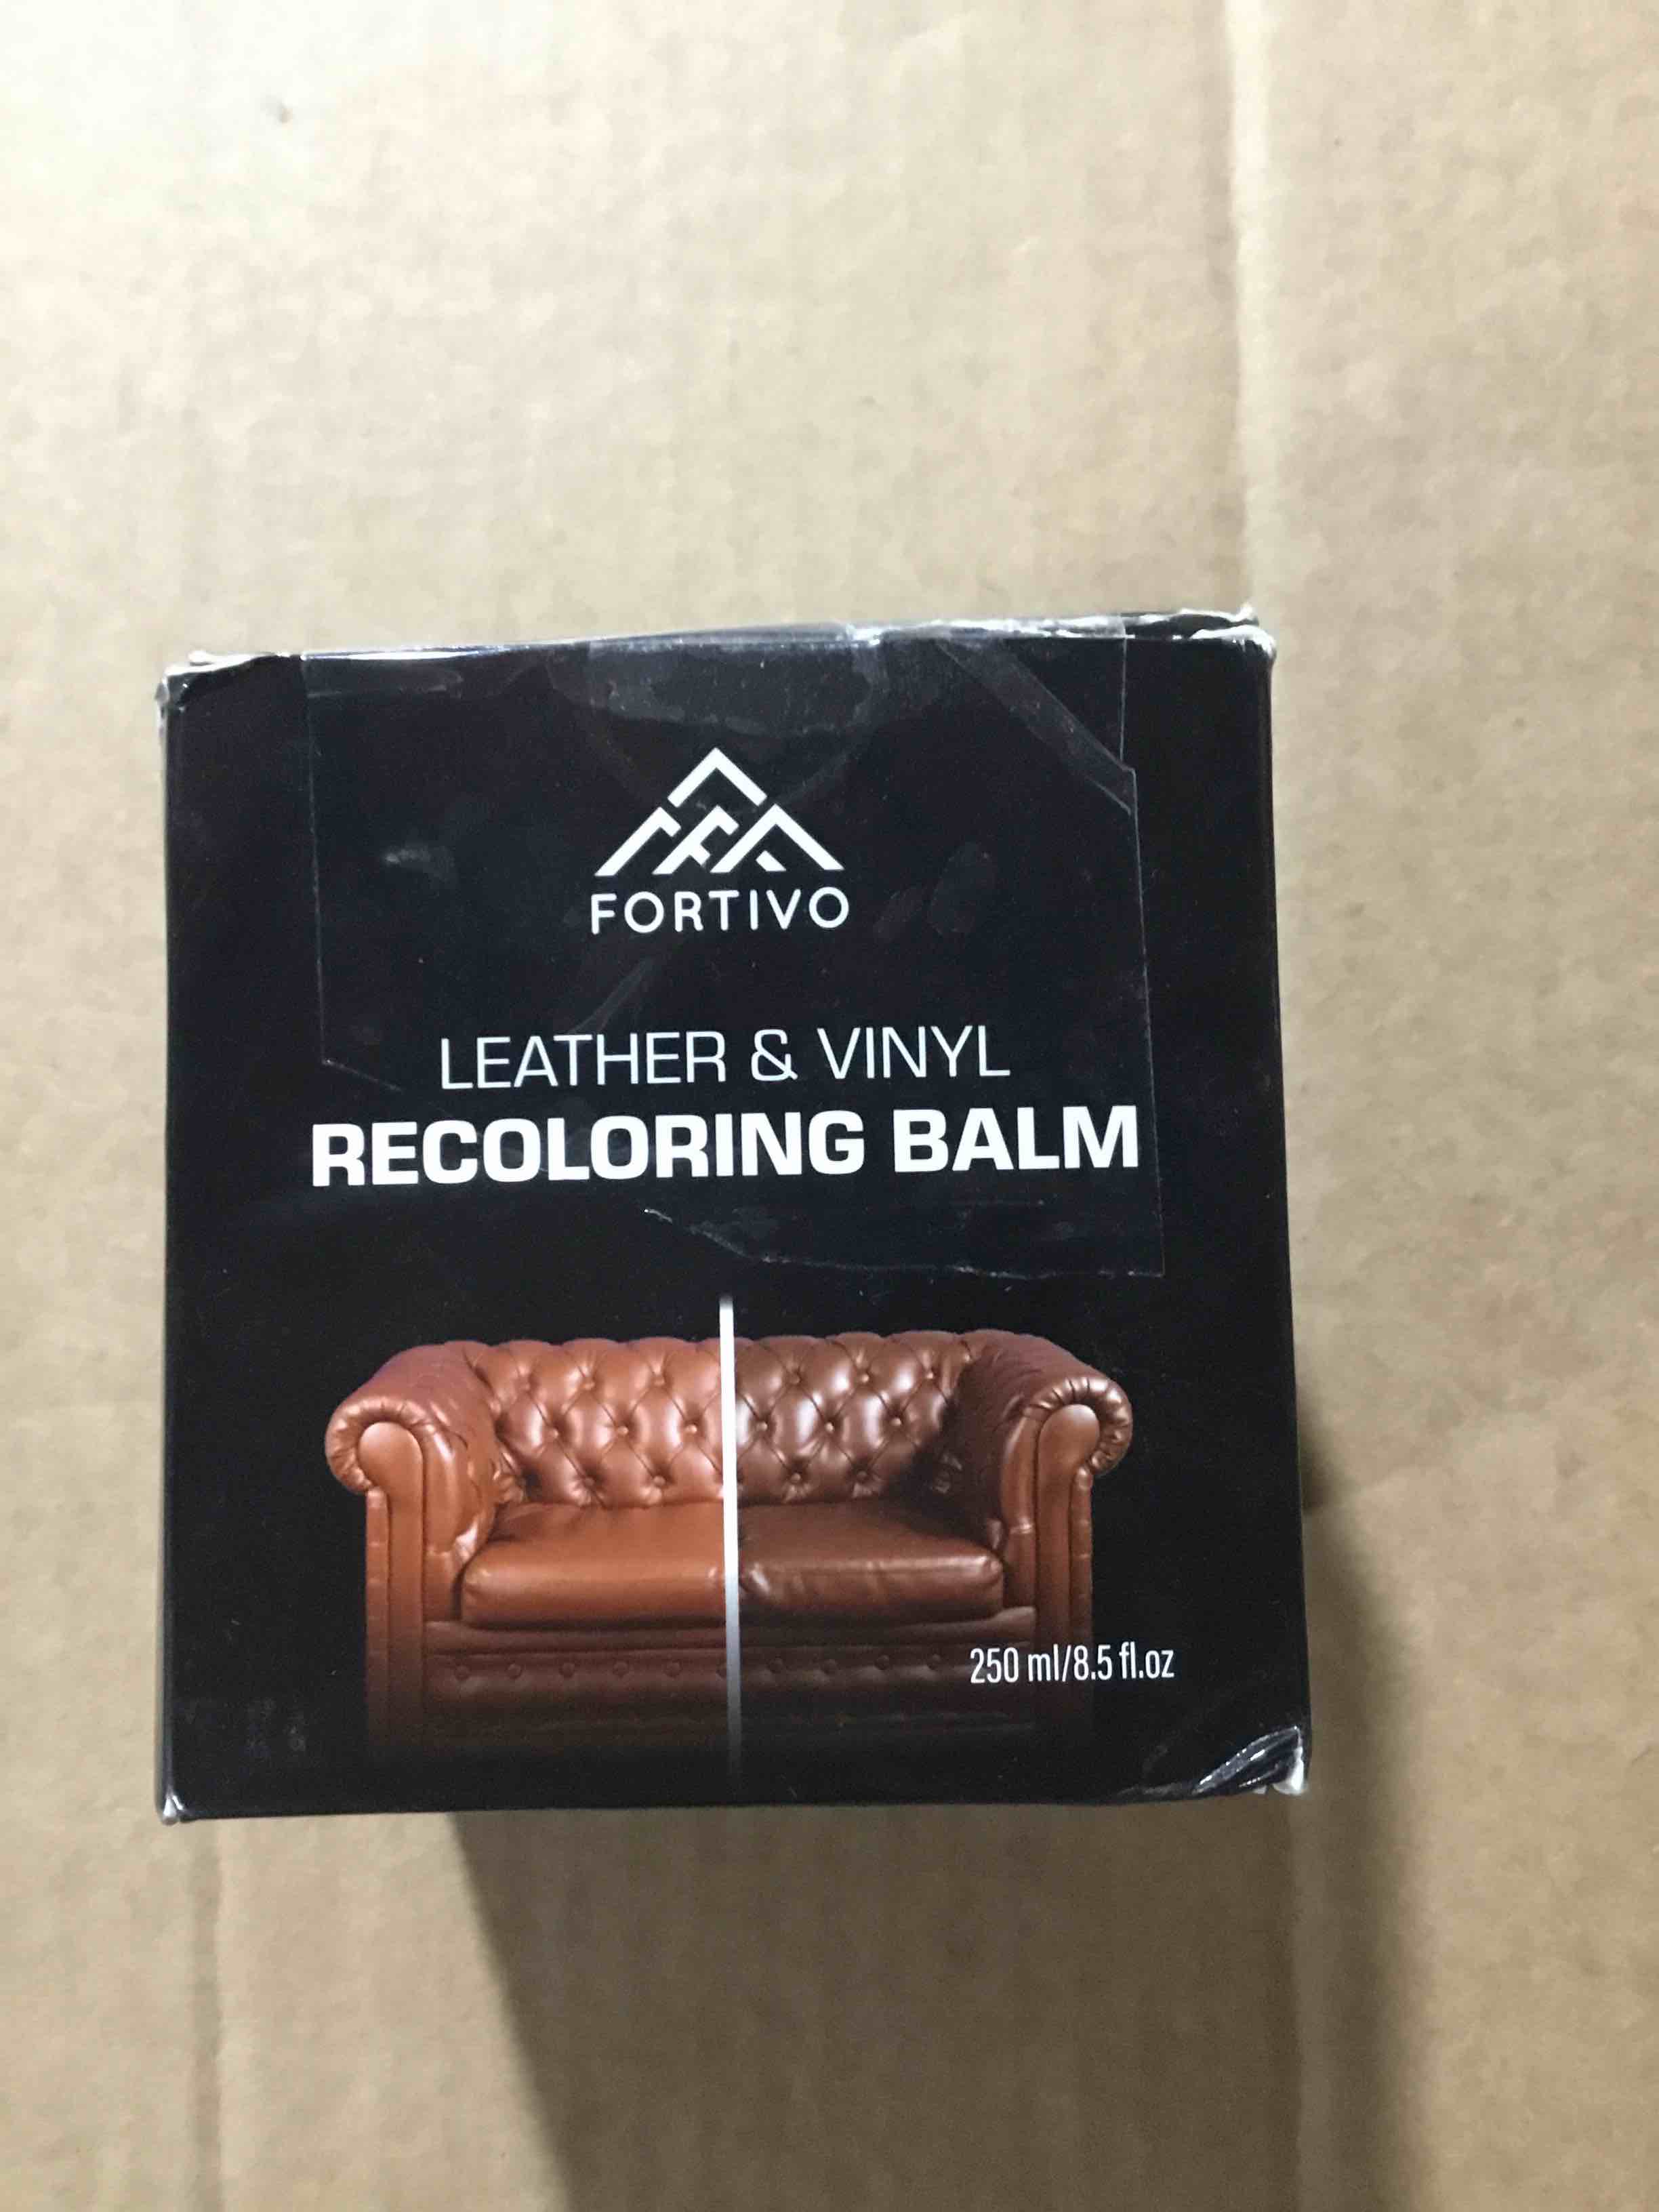 FORTIVO
LEATHER & VINYL
RECOLORING BALM
250 ml/8.5 fl.oz